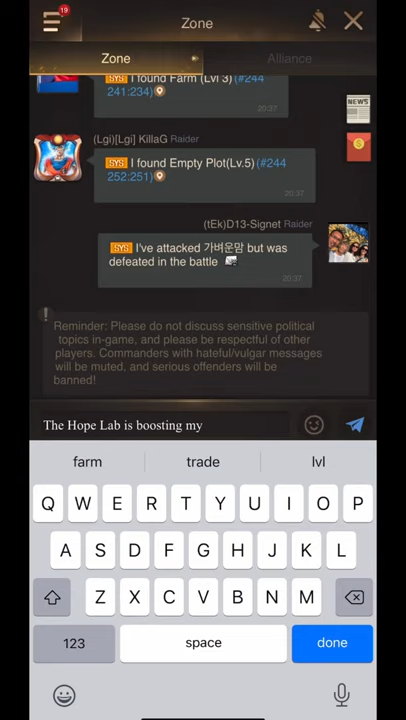 19
Zone
Zone
Alliance
SYS I found Farm (Lvl 3) (#244
241:234)
20:37
NEWS
(Lgi)[Lgi] KillaG Raider
SYS I found Empty Plot(Lv.5) (#244
252:251)
20:37
(tEk)D13-Signet Raider
SYS I've attacked 가벼운맘 but was
defeated in the battle
20:37
Reminder: Please do not discuss sensitive political
topics in-game, and please be respectful of other
players. Commanders with hateful/vulgar messages
will be muted, and serious offenders will be
banned!
The Hope Lab is boosting my
farm trade lvl
Q W E R T Y U I O P
A S D F G H J K L
Z X C V B N M
123 space done